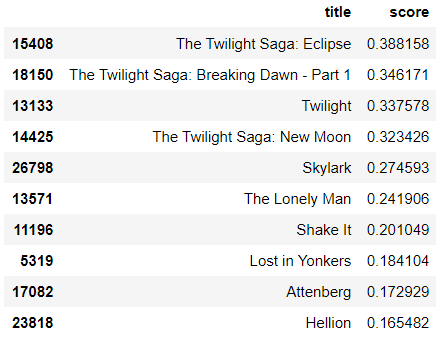 title score
15408 The Twilight Saga: Eclipse 0.388158
18150 The Twilight Saga: Breaking Dawn - Part 1 0.346171
13133 Twilight 0.337578
14425 The Twilight Saga: New Moon 0.323426
26798 Skylark 0.274593
13571 The Lonely Man 0.241906
11196 Shake It 0.201049
5319 Lost in Yonkers 0.184104
17082 Attenberg 0.172929
23818 Hellion 0.165482